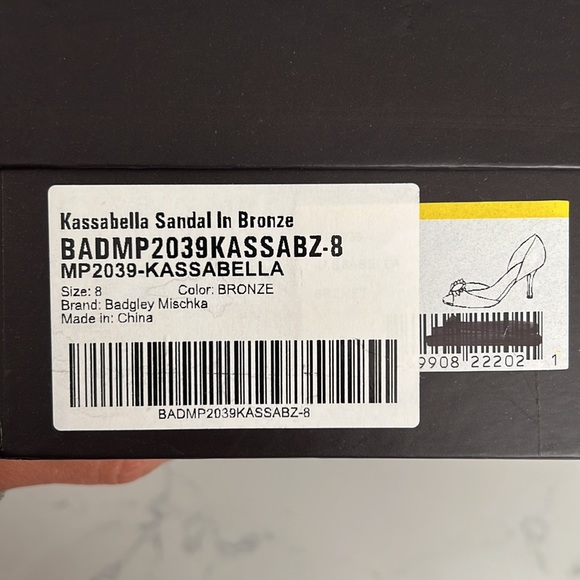 Kassabella Sandal In Bronze
BADMP2039KASSABZ-8
MP2039-KASSABELLA
Size: 8 Color: BRONZE
Brand: Badgley Mischka
Made in: China
BADMP2039KASSABZ-8
9908 22202 1